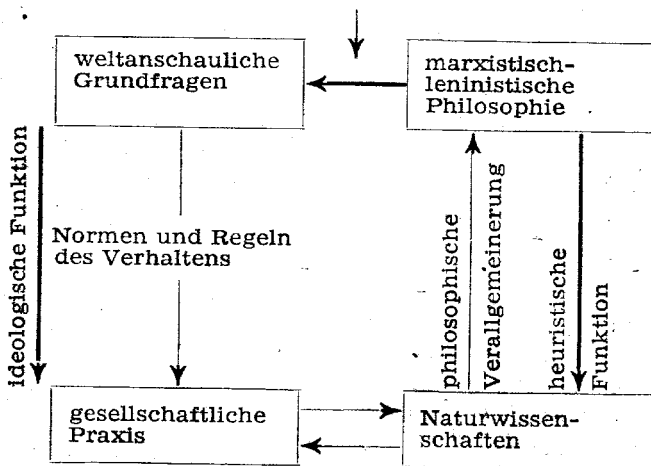 weltanschauliche
Grundfragen
marxistisch-
leninistische
Philosophie
ideologische Funktion
Normen und Regeln
des Verhaltens
philosophische
Verallgemeinerung
heuristische
Funktion
gesellschaftliche
Praxis
Naturwissen-
schaften